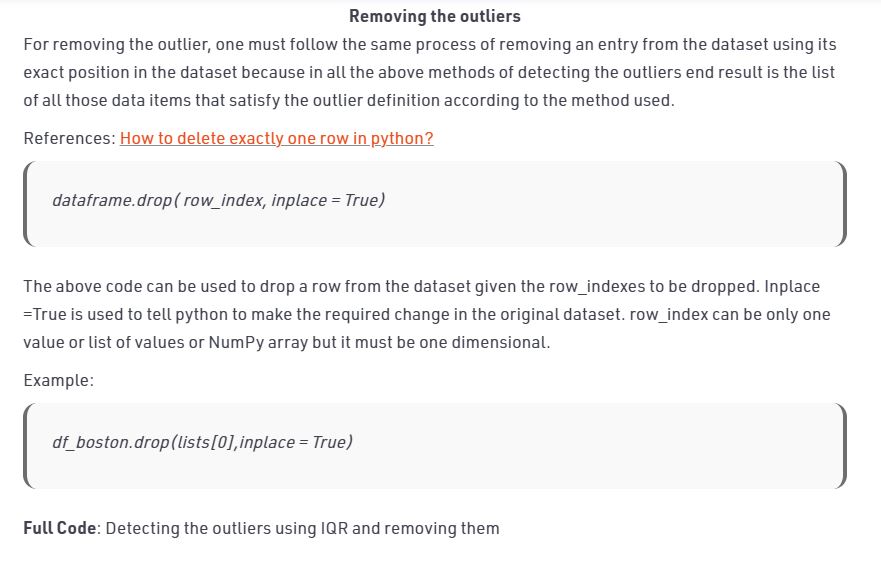 Removing the outliers
For removing the outlier, one must follow the same process of removing an entry from the dataset using its
exact position in the dataset because in all the above methods of detecting the outliers end result is the list
of all those data items that satisfy the outlier definition according to the method used.
References: How to delete exactly one row in python?
dataframe.drop( row_index, inplace = True)
The above code can be used to drop a row from the dataset given the row_indexes to be dropped. Inplace
=True is used to tell python to make the required change in the original dataset. row_index can be only one
value or list of values or NumPy array but it must be one dimensional.
Example:
df_boston.drop(lists[0],inplace = True)
Full Code: Detecting the outliers using IQR and removing them